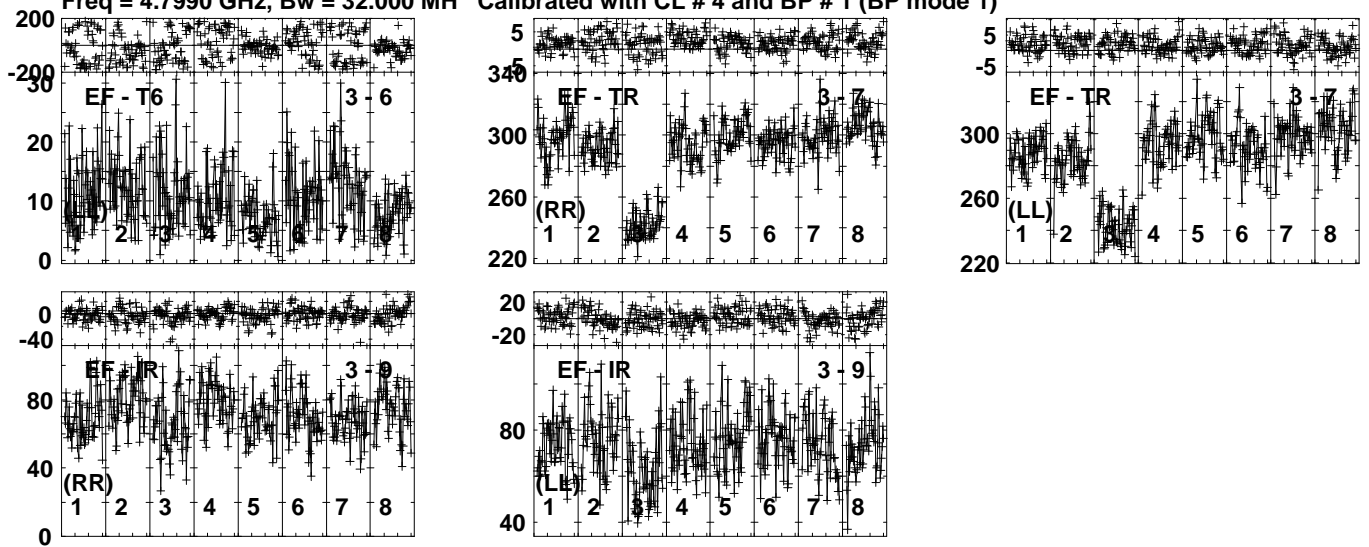 Freq = 4.7990 GHz, Bw = 32.000 MH Calibrated with CL # 4 and BP # 1 (BP mode 1)
200
-200
30
20
10
0
EF - T6 3 - 6
(LL)
1 2 3 4 5 6 7 8
5
-5
340
300
260
220
EF - TR 3 - 7
(RR)
1 2 3 4 5 6 7 8
5
-5
300
260
220
EF - TR 3 - 7
(LL)
1 2 3 4 5 6 7 8
0
-40
80
40
0
EF - IR 3 - 9
(RR)
1 2 3 4 5 6 7 8
20
-20
80
40
EF - IR 3 - 9
(LL)
1 2 3 4 5 6 7 8